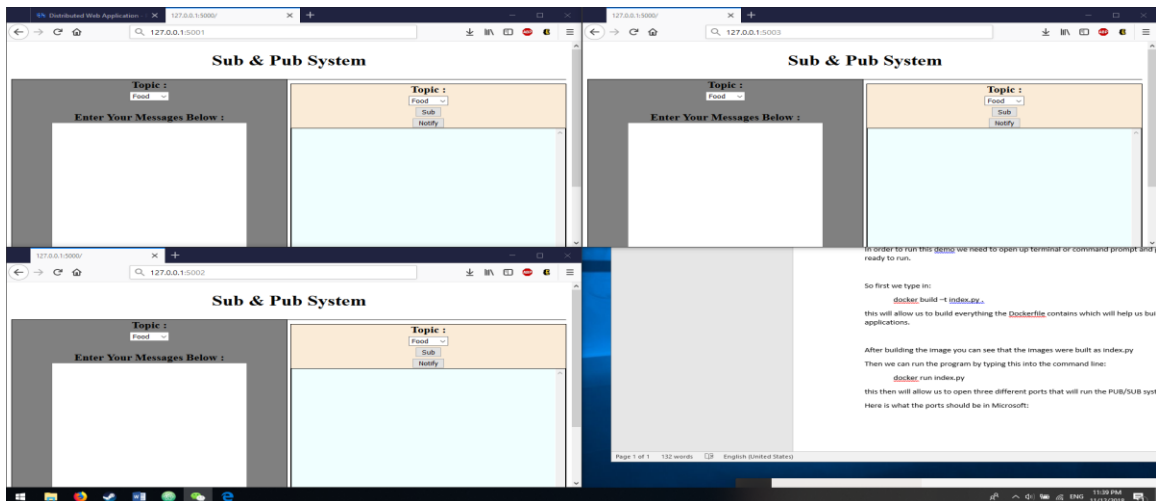 Distributed Web Application
127.0.0.1:5000/
127.0.0.1:5001
Sub & Pub System
Topic :
Food
Enter Your Messages Below :
Topic :
Food
Sub
Notify
127.0.0.1:5000/
127.0.0.1:5003
Sub & Pub System
Topic :
Food
Enter Your Messages Below :
Topic :
Food
Sub
Notify
127.0.0.1:5000/
127.0.0.1:5002
Sub & Pub System
Topic :
Food
Enter Your Messages Below :
Topic :
Food
Sub
Notify
In order to run this demo we need to open up terminal or command prompt and
ready to run.
So first we type in:
docker build –t index.py .
this will allow us to build everything the Dockerfile contains which will help us
applications.
After building the image you can see that the images were built as index.py
Then we can run the program by typing this into the command line:
docker run index.py
this then will allow us to open three different ports that will run the PUB/SUB
Here is what the ports should be in Microsoft:
Page 1 of 1 132 words English (United States)
ENG
11:39 PM